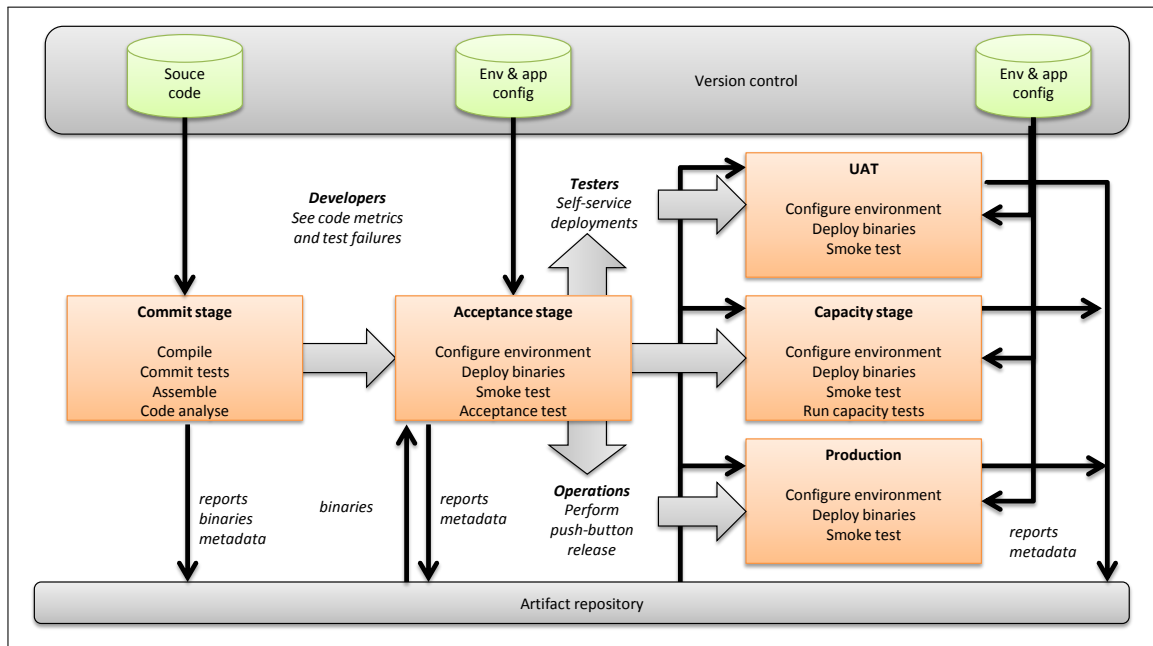 Souce
code
Env & app
config
Version control
Env & app
config
Developers
See code metrics
and test failures
Testers
Self-service
deployments
UAT
Configure environment
Deploy binaries
Smoke test
Commit stage
Compile
Commit tests
Assemble
Code analyse
Acceptance stage
Configure environment
Deploy binaries
Smoke test
Acceptance test
Capacity stage
Configure environment
Deploy binaries
Smoke test
Run capacity tests
reports
binaries
metadata
binaries
reports
metadata
Operations
Perform
push-button
release
Production
Configure environment
Deploy binaries
Smoke test
reports
metadata
Artifact repository